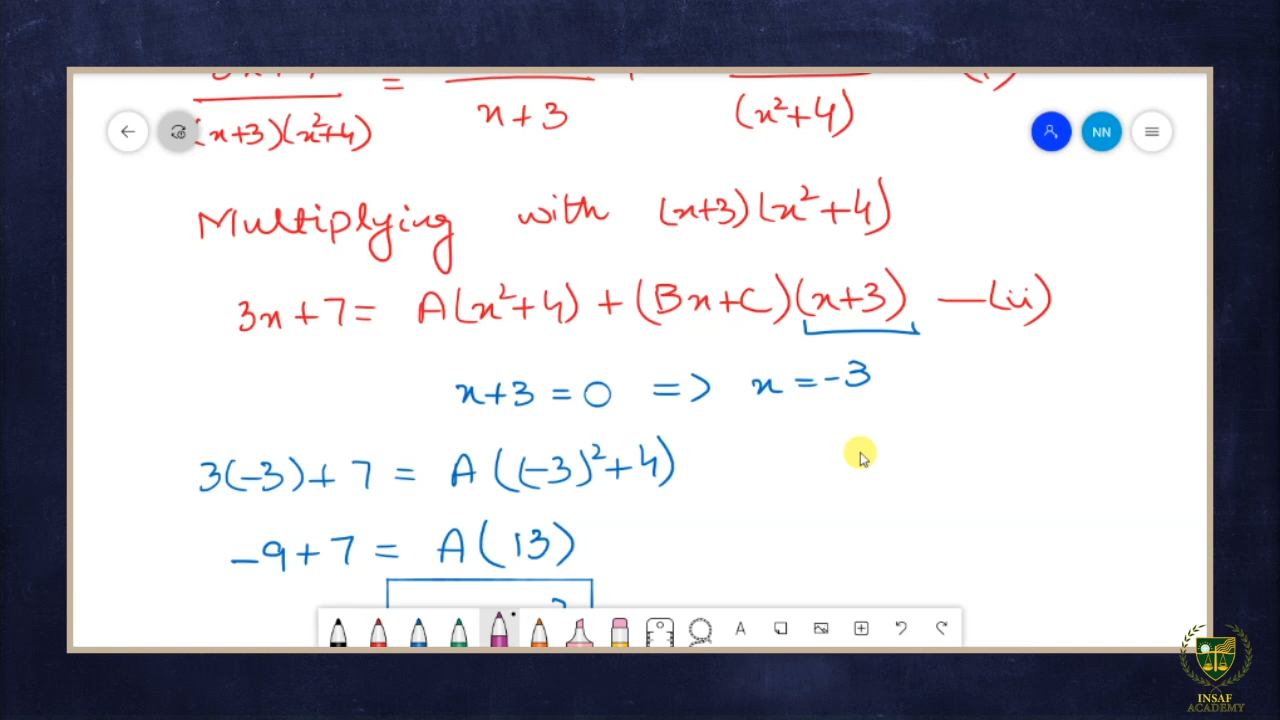 =
(x+3)(x²+4) x+3 (x²+4)
NN
Multiplying with (x+3)(x²+4)
3x+7= A(x²+4) + (Bx+C)(x+3) —(ii)
x+3 = 0 => x = -3
3(-3)+7 = A((-3)²+4)
-9+7 = A(13)
A
INSAF
ACADEMY